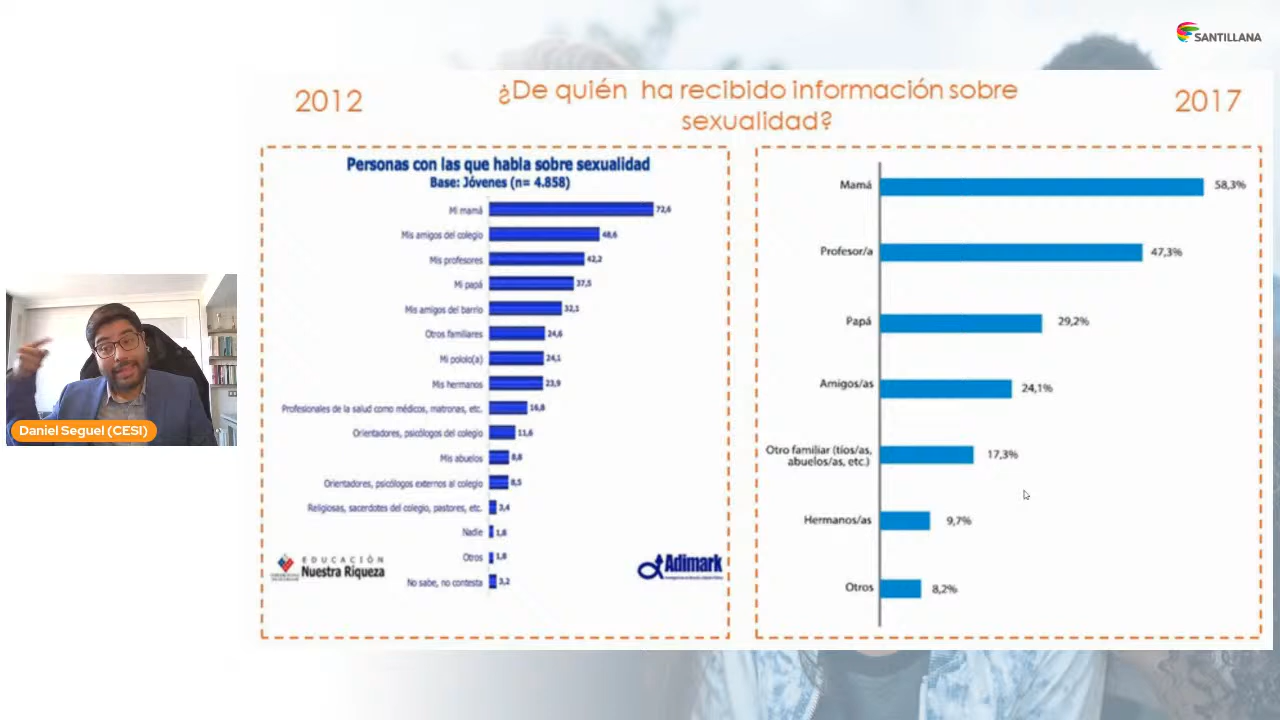 SANTILLANA
2012
¿De quién ha recibido información sobre
sexualidad?
2017
Personas con las que habla sobre sexualidad
Base: Jóvenes (n= 4.858)
Mi mamá 72,6
Mis amigos del colegio 48,6
Mis profesores 42,2
Mi papá 37,5
Mis amigos del barrio 32,1
Otros familiares 24,6
Mi pololo(a) 24,1
Mis hermanos 23,9
Profesionales de la salud como médicos, matronas, etc. 16,8
Orientadores, psicólogos del colegio 11,6
Mis abuelos 8,8
Orientadores, psicólogos externos al colegio 8,5
Religiosas, sacerdotes del colegio, pastores, etc. 3,4
Nadie 1,8
Otros 1,8
No sabe, no contesta 3,2
EDUCACIÓN
Nuestra Riqueza
Adimark
Mamá 58,3%
Profesor/a 47,3%
Papá 29,2%
Amigos/as 24,1%
Otro familiar (tíos/as,
abuelos/as, etc.) 17,3%
Hermanos/as 9,7%
Otros 8,2%
Daniel Seguel (CESI)